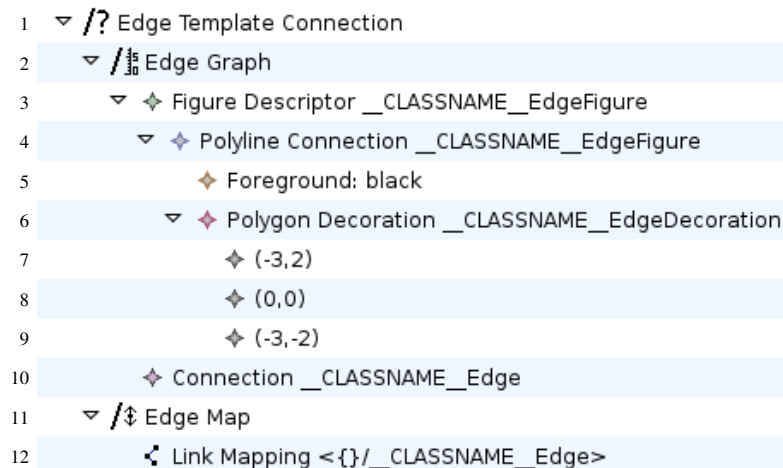 1 Edge Template Connection
2 Edge Graph
3 Figure Descriptor __CLASSNAME__EdgeFigure
4 Polyline Connection __CLASSNAME__EdgeFigure
5 Foreground: black
6 Polygon Decoration __CLASSNAME__EdgeDecoration
7 (-3,2)
8 (0,0)
9 (-3,-2)
10 Connection __CLASSNAME__Edge
11 Edge Map
12 Link Mapping <{}/__CLASSNAME__Edge>